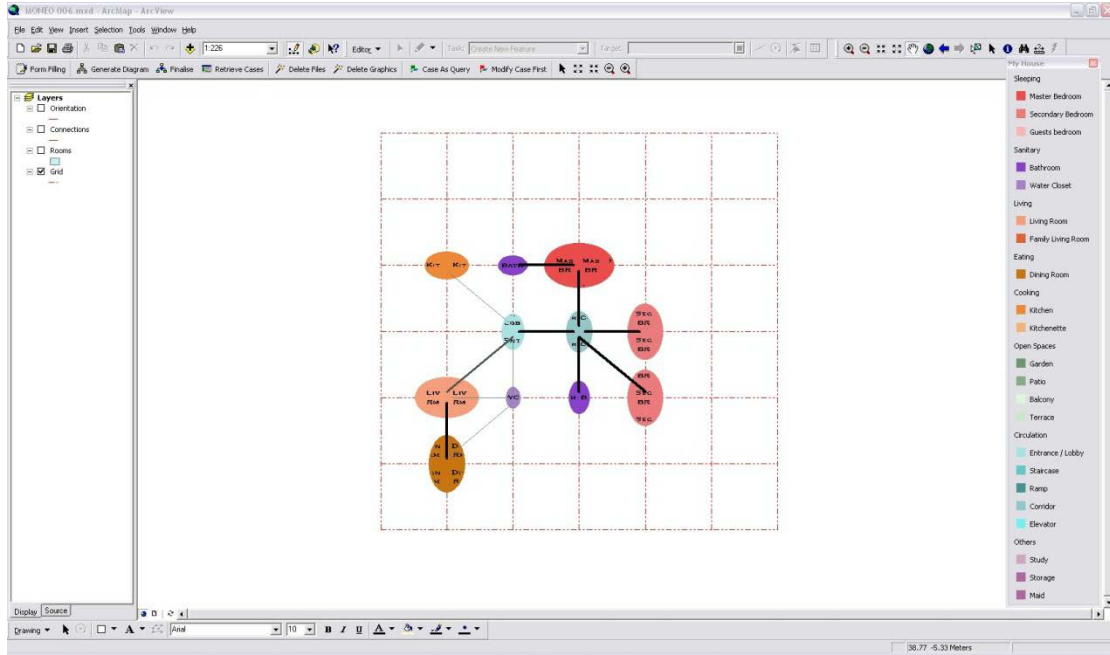 MONEO 006.mxd - ArcMap - ArcView
File Edit View Insert Selection Tools Window Help
1:226 Editor Task: Create New Feature Target:
Form Filling Generate Diagram Finalise Retrieve Cases Delete Files Delete Graphics Case As Query Modify Case First
Layers
Orientation
Connections
Rooms
Grid
Kit Kit
Mas Mas
BR BR
Lob
Sec
BR
Sec
BR
Liv Liv
Rm Rm
WC
BR
Sec
BR
Sec
My House
Sleeping
Master Bedroom
Secondary Bedroom
Guests bedroom
Sanitary
Bathroom
Water Closet
Living
Living Room
Family Living Room
Eating
Dining Room
Cooking
Kitchen
Kitchenette
Open Spaces
Garden
Patio
Balcony
Terrace
Circulation
Entrance / Lobby
Staircase
Ramp
Corridor
Elevator
Others
Study
Storage
Maid
Display Source
Drawing A Arial 10 B I U A
38.77 -5.33 Meters